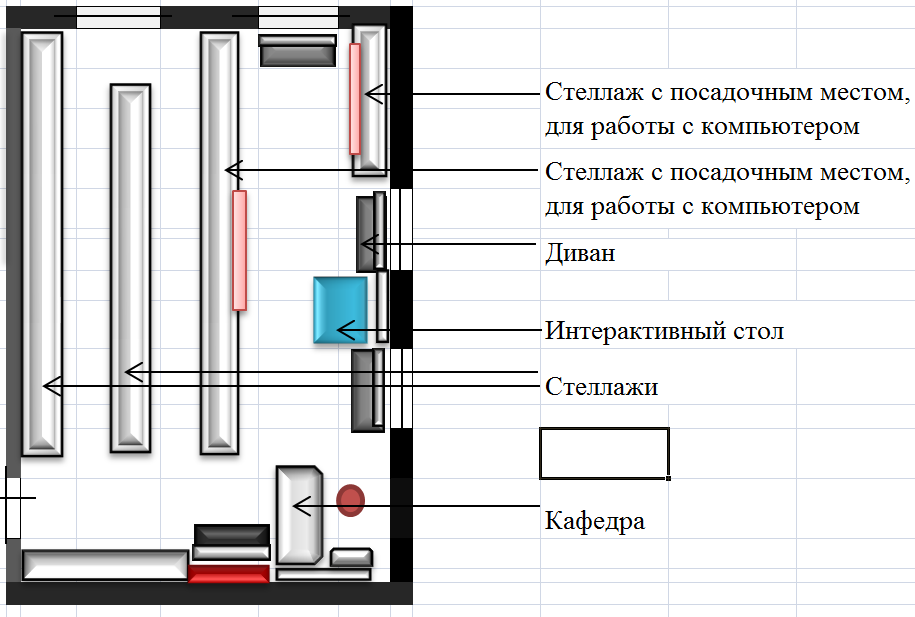 Стеллаж с посадочным местом,
для работы с компьютером
Стеллаж с посадочным местом,
для работы с компьютером
Диван
Интерактивный стол
Стеллажи
Кафедра